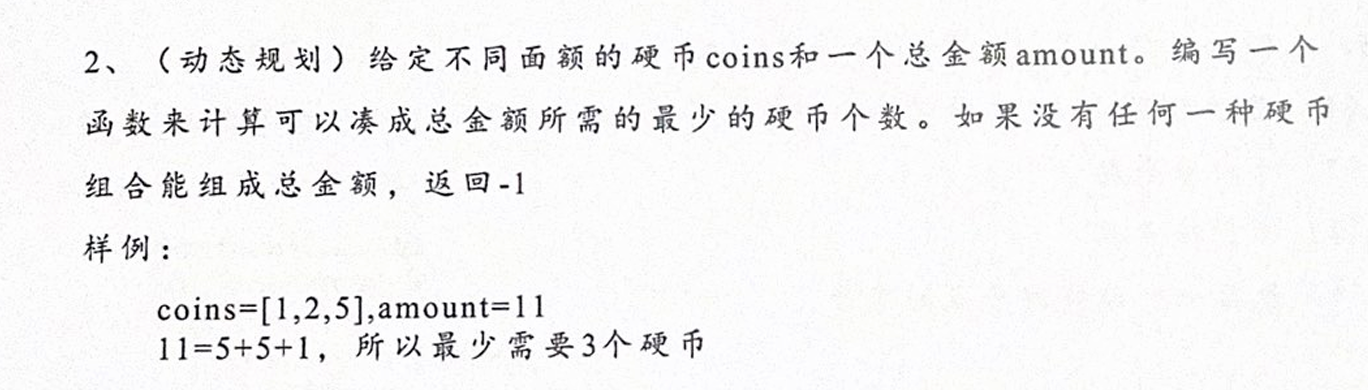 2、（动态规划）给定不同面额的硬币coins和一个总金额amount。编写一个
函数来计算可以凑成总金额所需的最少的硬币个数。如果没有任何一种硬币
组合能组成总金额，返回-1
样例：
coins=[1,2,5],amount=11
11=5+5+1，所以最少需要3个硬币